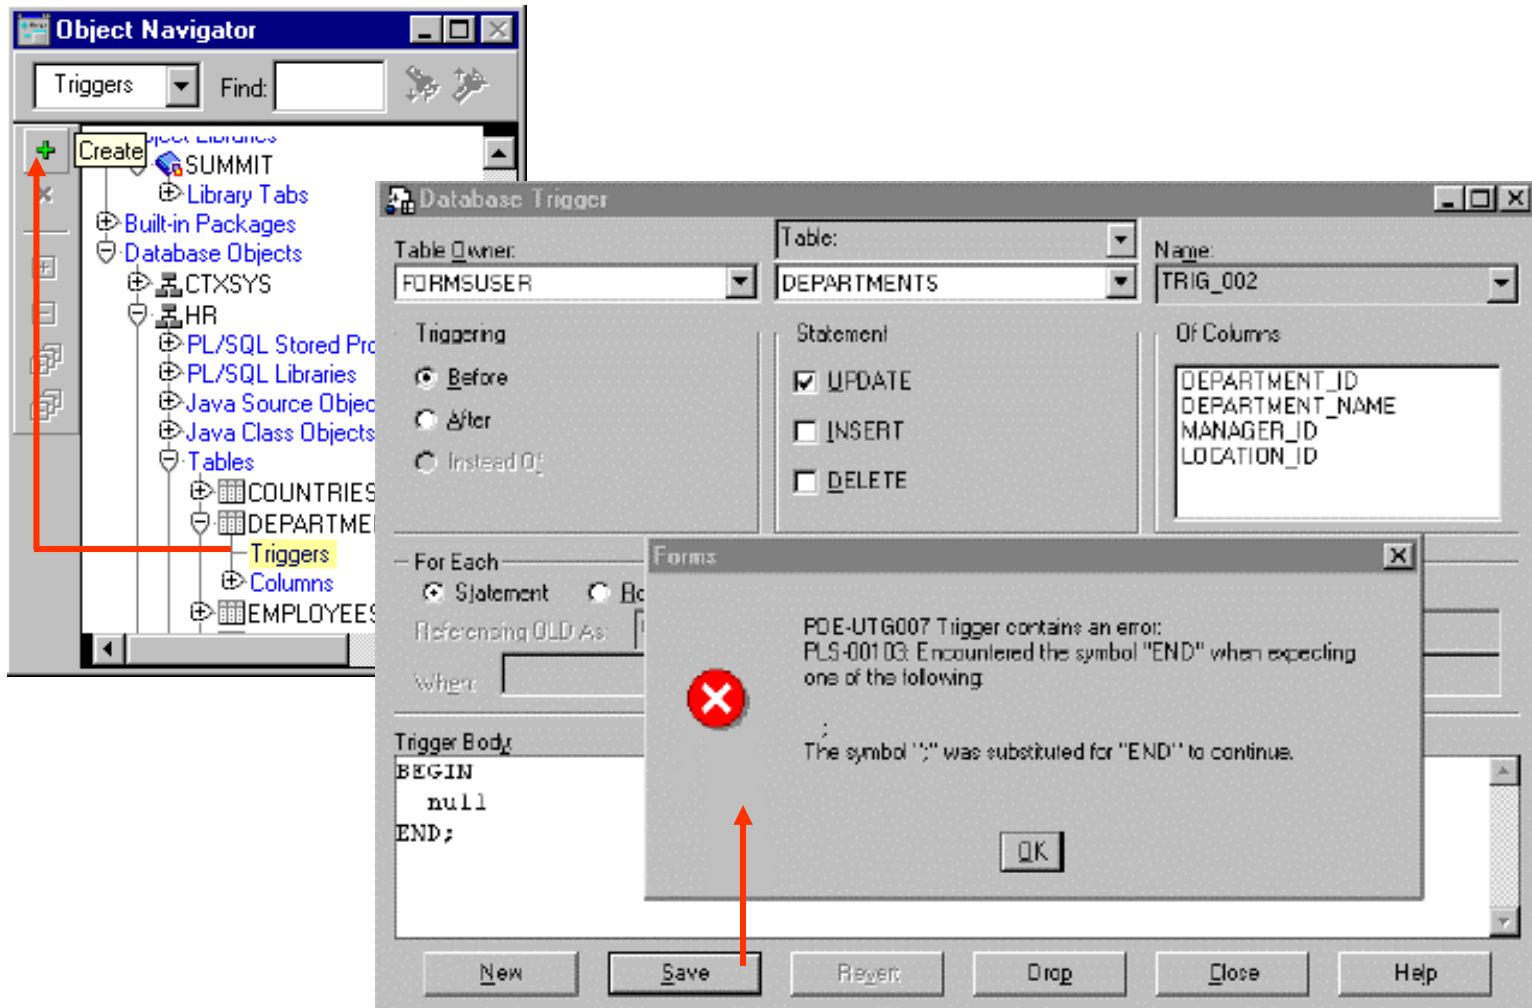 Object Navigator
Triggers
Find:
Create
SUMMIT
Library Tabs
Built-in Packages
Database Objects
CTXSYS
HR
PL/SQL Stored Pro
PL/SQL Libraries
Java Source Objec
Java Class Objects
Tables
COUNTRIES
DEPARTME
Triggers
Columns
EMPLOYEES
Database Trigger
Table Owner:
Table:
Name:
FORMSUSER
DEPARTMENTS
TRIG_002
Triggering
Before
After
Instead Of
Statement
UPDATE
INSERT
DELETE
Of Columns
DEPARTMENT_ID
DEPARTMENT_NAME
MANAGER_ID
LOCATION_ID
For Each
Statement
Referencing OLD As:
When:
Forms
PDE-UTG007 Trigger contains an error:
PLS-00103: Encountered the symbol "END" when expecting
one of the following:
;
The symbol ";" was substituted for "END" to continue.
OK
Trigger Body:
BEGIN
null
END;
New
Save
Revert
Drop
Close
Help